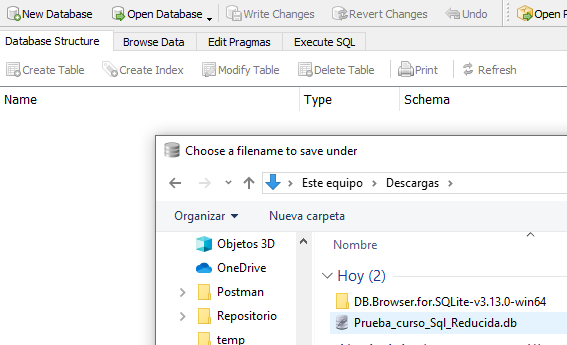 New Database Open Database Write Changes Revert Changes Undo Open P
Database Structure Browse Data Edit Pragmas Execute SQL
Create Table Create Index Modify Table Delete Table Print Refresh
Name Type Schema
Choose a filename to save under
Este equipo Descargas
Organizar Nueva carpeta
Objetos 3D
OneDrive
Postman
Repositorio
temp
Nombre
Hoy (2)
DB.Browser.for.SQLite-v3.13.0-win64
Prueba_curso_Sql_Reducida.db